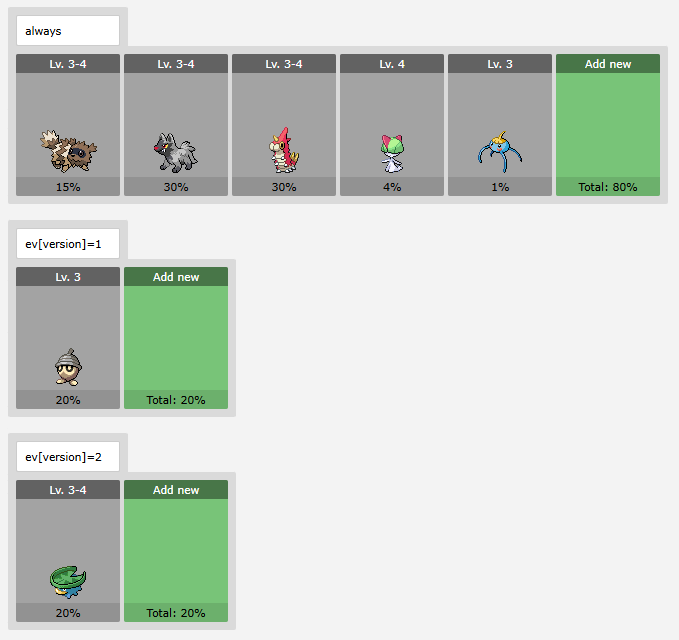 always
Lv. 3-4 Lv. 3-4 Lv. 3-4 Lv. 4 Lv. 3 Add new
15% 30% 30% 4% 1% Total: 80%
ev[version]=1
Lv. 3 Add new
20% Total: 20%
ev[version]=2
Lv. 3-4 Add new
20% Total: 20%